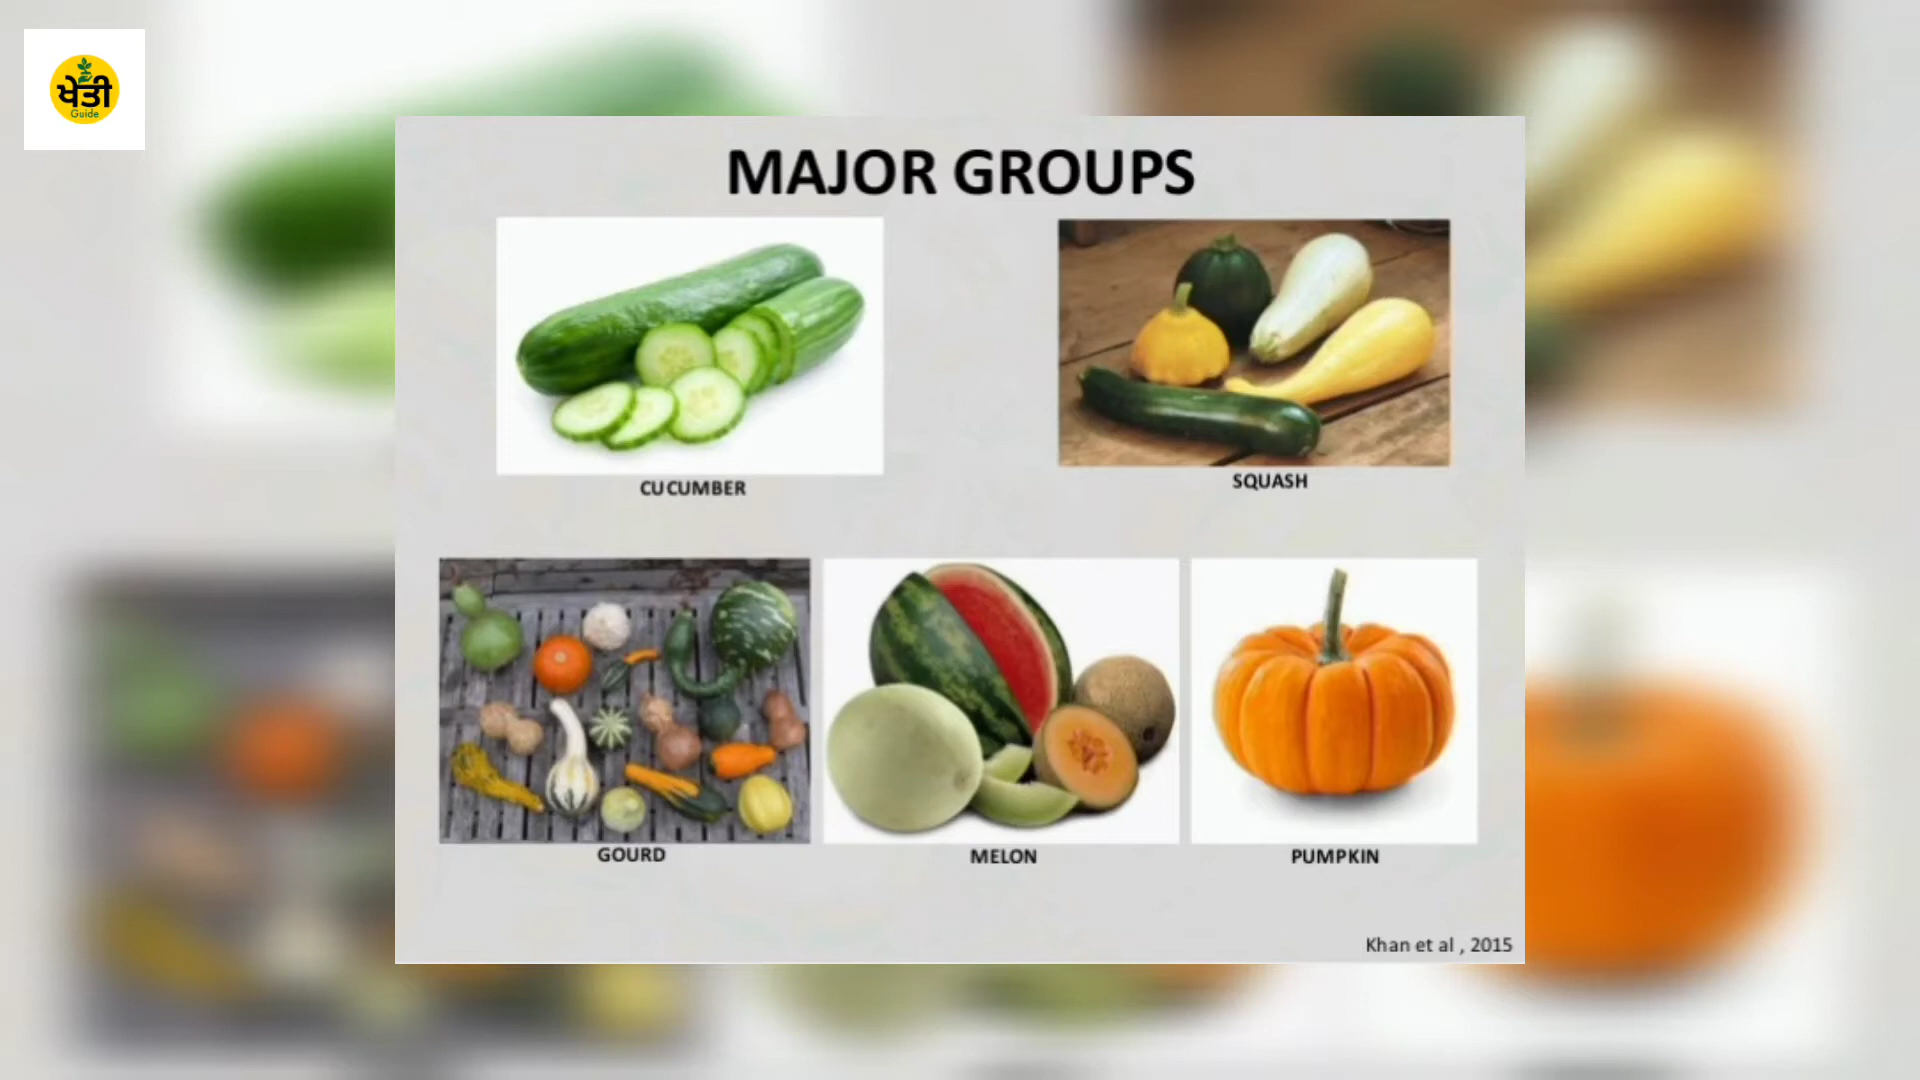 ਖੇਤੀ
Guide
MAJOR GROUPS
CUCUMBER
SQUASH
GOURD
MELON
PUMPKIN
Khan et al , 2015